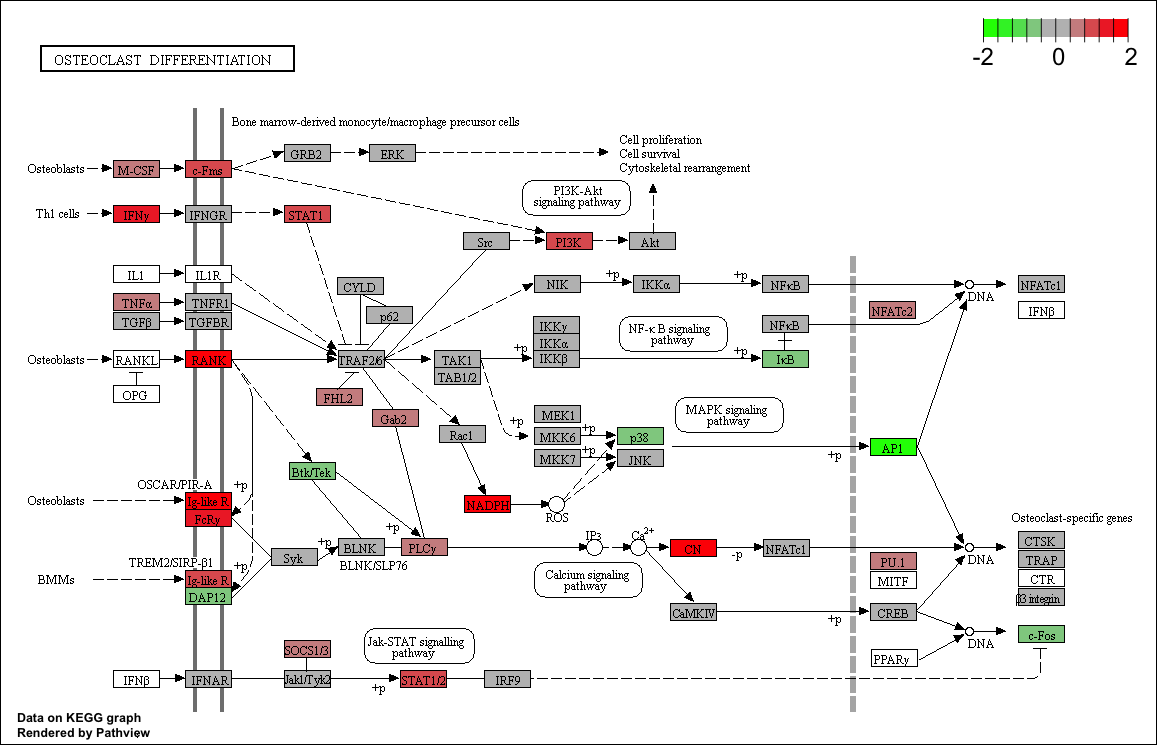 -2 0 2
OSTEOCLAST DIFFERENTIATION
Bone marrow-derived monocyte/macrophage precursor cells
Osteoblasts
M-CSF
c-Fms
GRB2
ERK
Cell proliferation
Cell survival
Cytoskeletal rearrangement
PI3K-Akt
signaling pathway
Th1 cells
IFNγ
IFNGR
STAT1
Src
PI3K
Akt
IL1
IL1R
CYLD
p62
NIK
+p
IKKα
+p
NFκB
DNA
NFATc1
IFNβ
TNFα
TNFR1
TGFβ
TGFBR
NFATc2
IKKγ
IKKα
IKKβ
NF-κ B signaling
pathway
NFκB
+p
+p
IκB
Osteoblasts
RANKL
RANK
TRAF2/6
TAK1
TAB1/2
OPG
FHL2
Gab2
Rac1
+p
MEK1
MKK6
+p
p38
MKK7
+p
JNK
MAPK signaling
pathway
+p
AP1
Btk/Tek
OSCAR/PIR-A
+p
Osteoblasts
Ig-like R
FcRγ
NADPH
ROS
TREM2/SIRP-β1
+p
BMMs
Ig-like R
DAP12
Syk
+p
BLNK
BLNK/SLP76
+p
PLCγ
IP3
Ca2+
CN
-p
NFATc1
Calcium signaling
pathway
CaMKIV
+p
PU.1
MITF
CREB
DNA
Osteoclast-specific genes
CTSK
TRAP
CTR
β3 integrin
DNA
c-Fos
PPARγ
SOCS1/3
Jak-STAT signalling
pathway
IFNβ
IFNAR
Jak1/Tyk2
+p
STAT1/2
IRF9
Data on KEGG graph
Rendered by Pathview